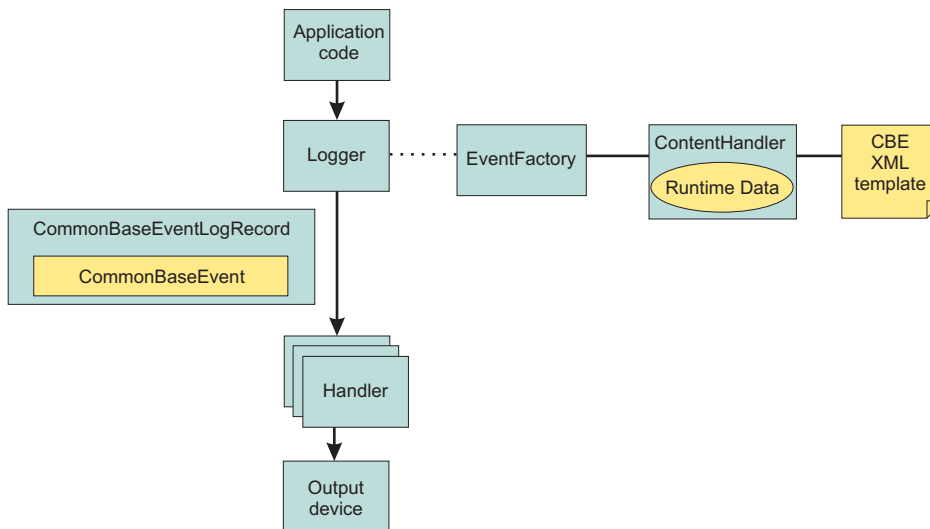 Application
code
Logger
EventFactory
ContentHandler
Runtime Data
CBE
XML
template
CommonBaseEventLogRecord
CommonBaseEvent
Handler
Output
device